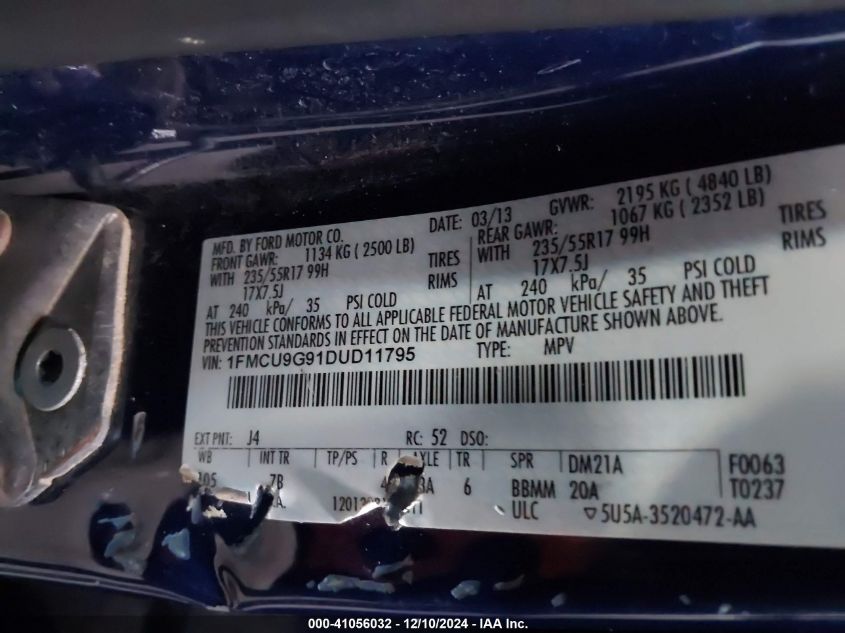 MFD. BY FORD MOTOR CO. DATE: 03/13 GVWR: 2195 KG ( 4840 LB)
FRONT GAWR: 1134 KG ( 2500 LB) REAR GAWR: 1067 KG ( 2352 LB)
WITH 235/55R17 99H TIRES WITH 235/55R17 99H TIRES
17X7.5J RIMS 17X7.5J RIMS
AT 240 kPa/ 35 PSI COLD AT 240 kPa/ 35 PSI COLD
THIS VEHICLE CONFORMS TO ALL APPLICABLE FEDERAL MOTOR VEHICLE SAFETY AND THEFT
PREVENTION STANDARDS IN EFFECT ON THE DATE OF MANUFACTURE SHOWN ABOVE.
VIN: 1FMCU9G91DUD11795 TYPE: MPV
EXT PNT: J4 RC: 52 DSO:
WB INT TR TP/PS R AXLE TR SPR DM21A F0063
105 7B 6 BBMM 20A T0237
ULC ▽5U5A-3520472-AA
000-41056032 - 12/10/2024 - IAA Inc.